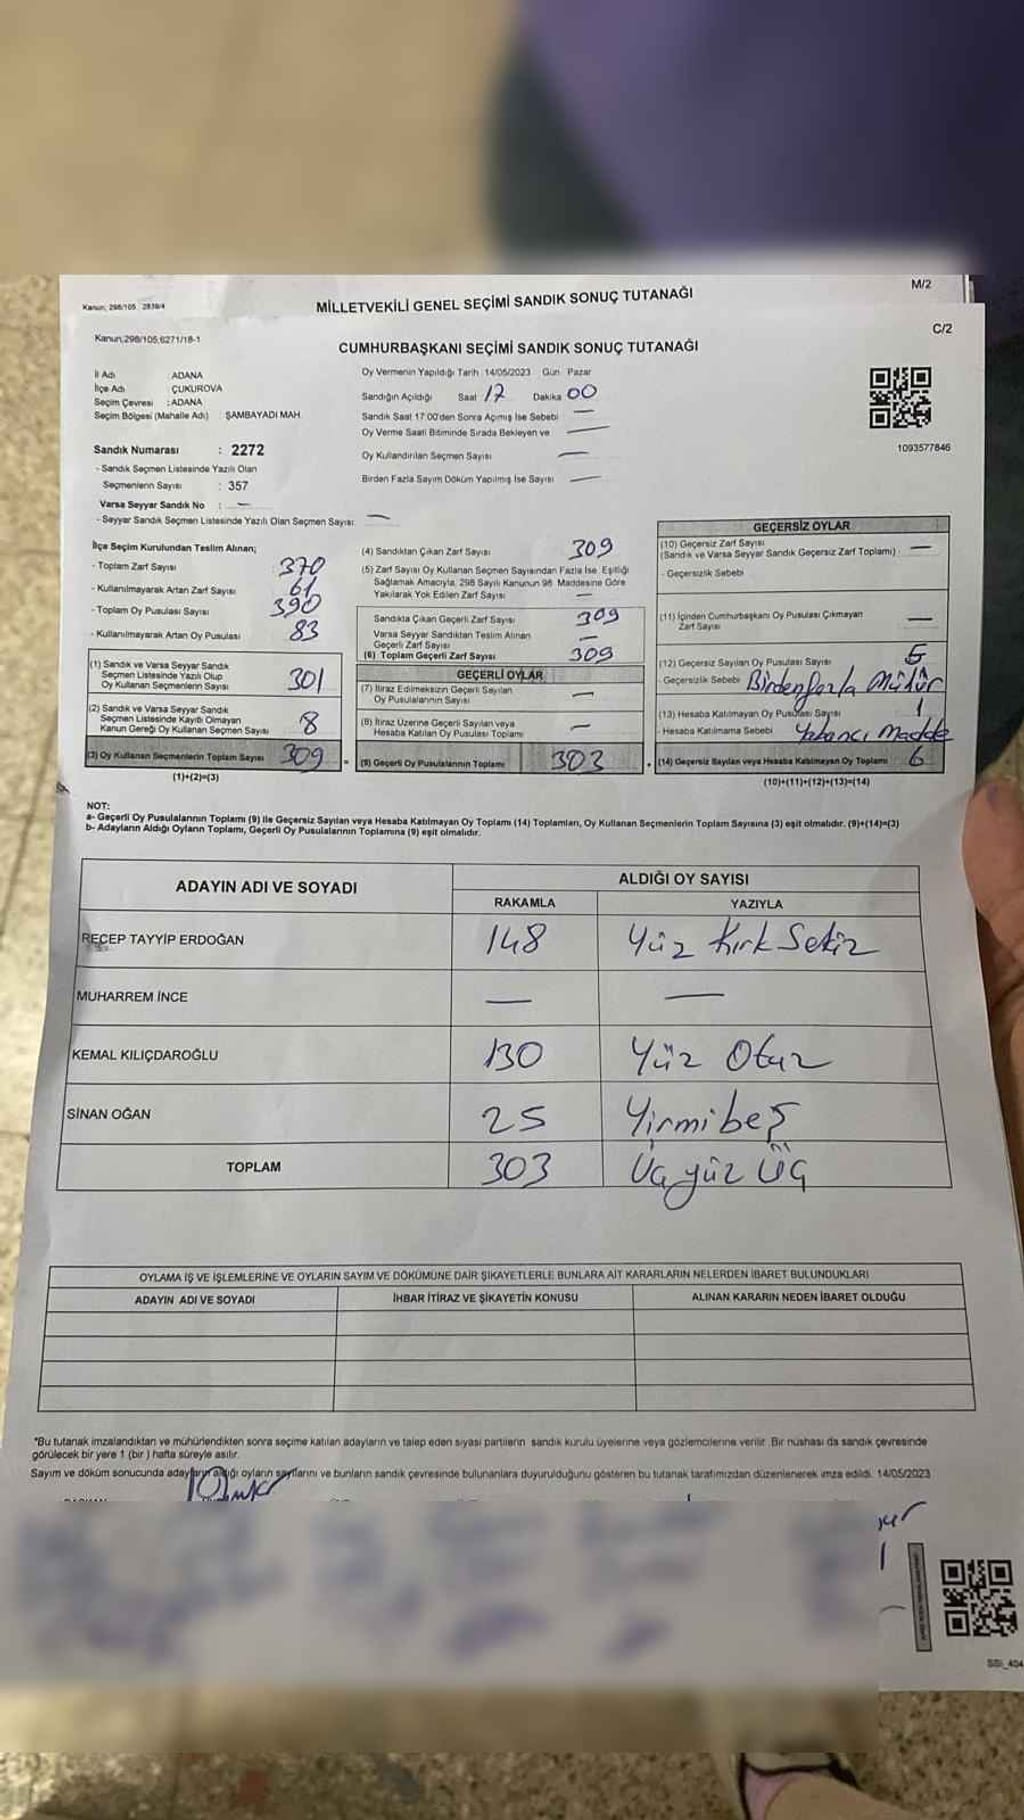 Kanun; 298/105 2839/4
MİLLETVEKİLİ GENEL SEÇİMİ SANDIK SONUÇ TUTANAĞI
M/2
Kanun;298/105,6271/18-1
CUMHURBAŞKANI SEÇİMİ SANDIK SONUÇ TUTANAĞI
C/2
İl Adı : ADANA
İlçe Adı : ÇUKUROVA
Seçim Çevresi : ADANA
Seçim Bölgesi (Mahalle Adı) : ŞAMBAYADI MAH.
Sandık Numarası : 2272
- Sandık Seçmen Listesinde Yazılı Olan
Seçmenlerin Sayısı : 357
Varsa Seyyar Sandık No : —
- Seyyar Sandık Seçmen Listesinde Yazılı Olan Seçmen Sayısı: —
Oy Vermenin Yapıldığı Tarih :14/05/2023 Gün: Pazar
Sandığın Açıldığı Saat 17 Dakika 00
Sandık Saat 17:00'den Sonra Açılmış İse Sebebi —
Oy Verme Saati Bitiminde Sırada Bekleyen ve —
Oy Kullandırılan Seçmen Sayısı —
Birden Fazla Sayım Döküm Yapılmış İse Sayısı —
1093577846
İlçe Seçim Kurulundan Teslim Alınan;
- Toplam Zarf Sayısı 370
- Kullanılmayarak Artan Zarf Sayısı 61
- Toplam Oy Pusulası Sayısı 390
- Kullanılmayarak Artan Oy Pusulası 83
(1) Sandık ve Varsa Seyyar Sandık
Seçmen Listesinde Yazılı Olup
Oy Kullanan Seçmenlerin Sayısı 301
(2) Sandık ve Varsa Seyyar Sandık
Seçmen Listesinde Kayıtlı Olmayan
Kanun Gereği Oy Kullanan Seçmen Sayısı 8
(3) Oy Kullanan Seçmenlerin Toplam Sayısı 309
(1)+(2)=(3)
(4) Sandıktan Çıkan Zarf Sayısı 309
(5) Zarf Sayısı Oy Kullanan Seçmen Sayısından Fazla İse, Eşitliği
Sağlamak Amacıyla, 298 Sayılı Kanunun 98. Maddesine Göre
Yakılarak Yok Edilen Zarf Sayısı —
Sandıkta Çıkan Geçerli Zarf Sayısı 309
Varsa Seyyar Sandıktan Teslim Alınan
Geçerli Zarf Sayısı —
(6) Toplam Geçerli Zarf Sayısı 309
GEÇERLİ OYLAR
(7) İtiraz Edilmeksizin Geçerli Sayılan
Oy Pusulalarının Sayısı —
(8) İtiraz Üzerine Geçerli Sayılan veya
Hesaba Katılan Oy Pusulası Toplamı —
= (9) Geçerli Oy Pusulalarının Toplamı 303
GEÇERSİZ OYLAR
(10) Geçersiz Zarf Sayısı
(Sandık ve Varsa Seyyar Sandık Geçersiz Zarf Toplamı) —
- Geçersizlik Sebebi
(11) İçinden Cumhurbaşkanı Oy Pusulası Çıkmayan
Zarf Sayısı —
(12) Geçersiz Sayılan Oy Pusulası Sayısı 5
- Geçersizlik Sebebi Birdenfazla Mühür
(13) Hesaba Katılmayan Oy Pusulası Sayısı 1
- Hesaba Katılmama Sebebi Yabancı Madde
+ (14) Geçersiz Sayılan veya Hesaba Katılmayan Oy Toplamı 6
(10)+(11)+(12)+(13)=(14)
NOT:
a- Geçerli Oy Pusulalarının Toplamı (9) ile Geçersiz Sayılan veya Hesaba Katılmayan Oy Toplamı (14) Toplamları, Oy Kullanan Seçmenlerin Toplam Sayısına (3) eşit olmalıdır. (9)+(14)=(3)
b- Adayların Aldığı Oyların Toplamı, Geçerli Oy Pusulalarının Toplamına (9) eşit olmalıdır.
ADAYIN ADI VE SOYADI ALDIĞI OY SAYISI
RAKAMLA YAZIYLA
RECEP TAYYİP ERDOĞAN 148 Yüz Kırk Sekiz
MUHARREM İNCE — —
KEMAL KILIÇDAROĞLU 130 Yüz Otuz
SİNAN OĞAN 25 Yirmibeş
TOPLAM 303 Üçyüz Üç
OYLAMA İŞ VE İŞLEMLERİNE VE OYLARIN SAYIM VE DÖKÜMÜNE DAİR ŞİKAYETLERLE BUNLARA AİT KARARLARIN NELERDEN İBARET BULUNDUKLARI
ADAYIN ADI VE SOYADI İHBAR İTİRAZ VE ŞİKAYETİN KONUSU ALINAN KARARIN NEDEN İBARET OLDUĞU
*Bu tutanak imzalandıktan ve mühürlendikten sonra seçime katılan adayların ve talep eden siyasi partilerin sandık kurulu üyelerine veya gözlemcilerine verilir. Bir nüshası da sandık çevresinde
görülecek bir yere 1 (bir ) hafta süreyle asılır.
Sayım ve döküm sonucunda adayların aldığı oyların sayılarını ve bunların sandık çevresinde bulunanlara duyurulduğunu gösteren bu tutanak tarafımızdan düzenlenerek imza edildi. 14/05/2023